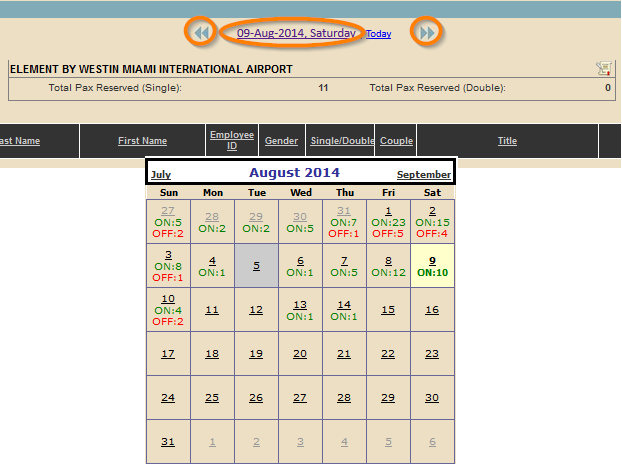 09-Aug-2014, Saturday Today
ELEMENT BY WESTIN MIAMI INTERNATIONAL AIRPORT
Total Pax Reserved (Single): 11 Total Pax Reserved (Double): 0
ast Name First Name Employee ID Gender Single/Double Couple Title
July August 2014 September
Sun Mon Tue Wed Thu Fri Sat
27 28 29 30 31 1 2
ON:5 ON:2 ON:2 ON:5 ON:7 ON:23 ON:15
OFF:2 OFF:1 OFF:5 OFF:4
3 4 5 6 7 8 9
ON:8 ON:1 ON:1 ON:5 ON:12 ON:10
OFF:1
10 11 12 13 14 15 16
ON:4 ON:1 ON:1
OFF:2
17 18 19 20 21 22 23
24 25 26 27 28 29 30
31 1 2 3 4 5 6